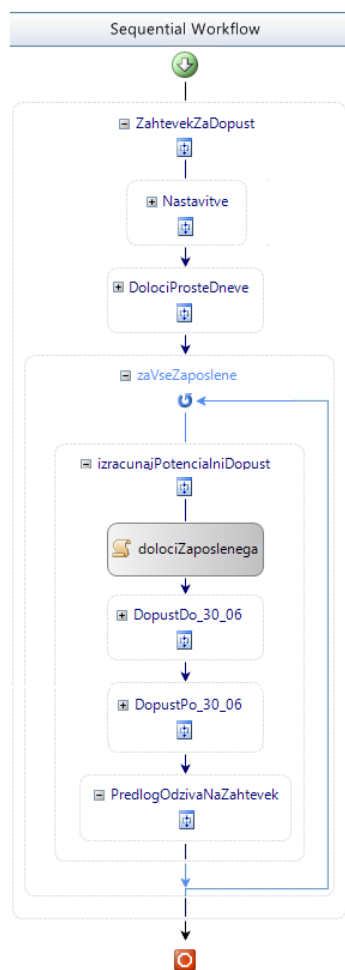 Sequential Workflow
ZahtevekZaDopust
Nastavitve
DolociProsteDneve
zaVseZaposlene
izracunajPotencialniDopust
dolociZaposlenega
DopustDo_30_06
DopustPo_30_06
PredlogOdzivaNaZahtevek